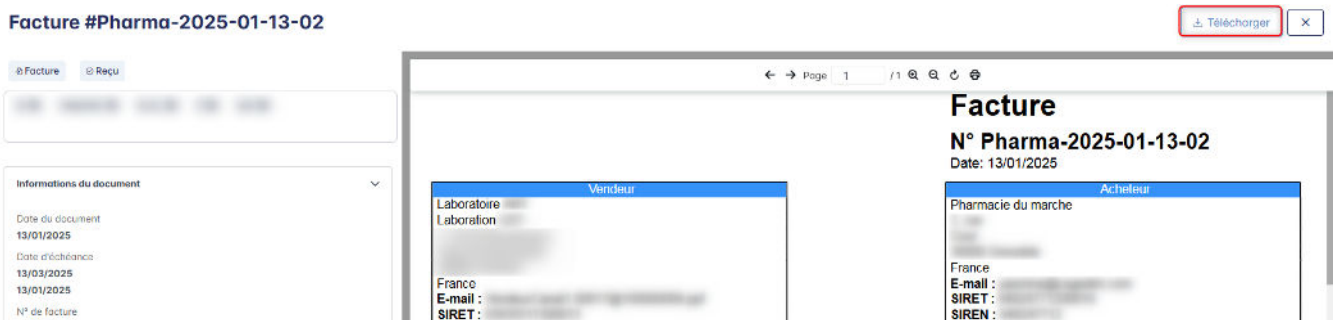 Facture #Pharma-2025-01-13-02
Télécharger
Facture
Reçu
Page 1 / 1
Informations du document
Date du document
13/01/2025
Date d'échéance
13/03/2025
13/01/2025
N° de facture
Facture
N° Pharma-2025-01-13-02
Date: 13/01/2025
Vendeur
Laboratoire
Laboration
France
E-mail :
SIRET :
Acheteur
Pharmacie du marche
France
E-mail :
SIRET :
SIREN :